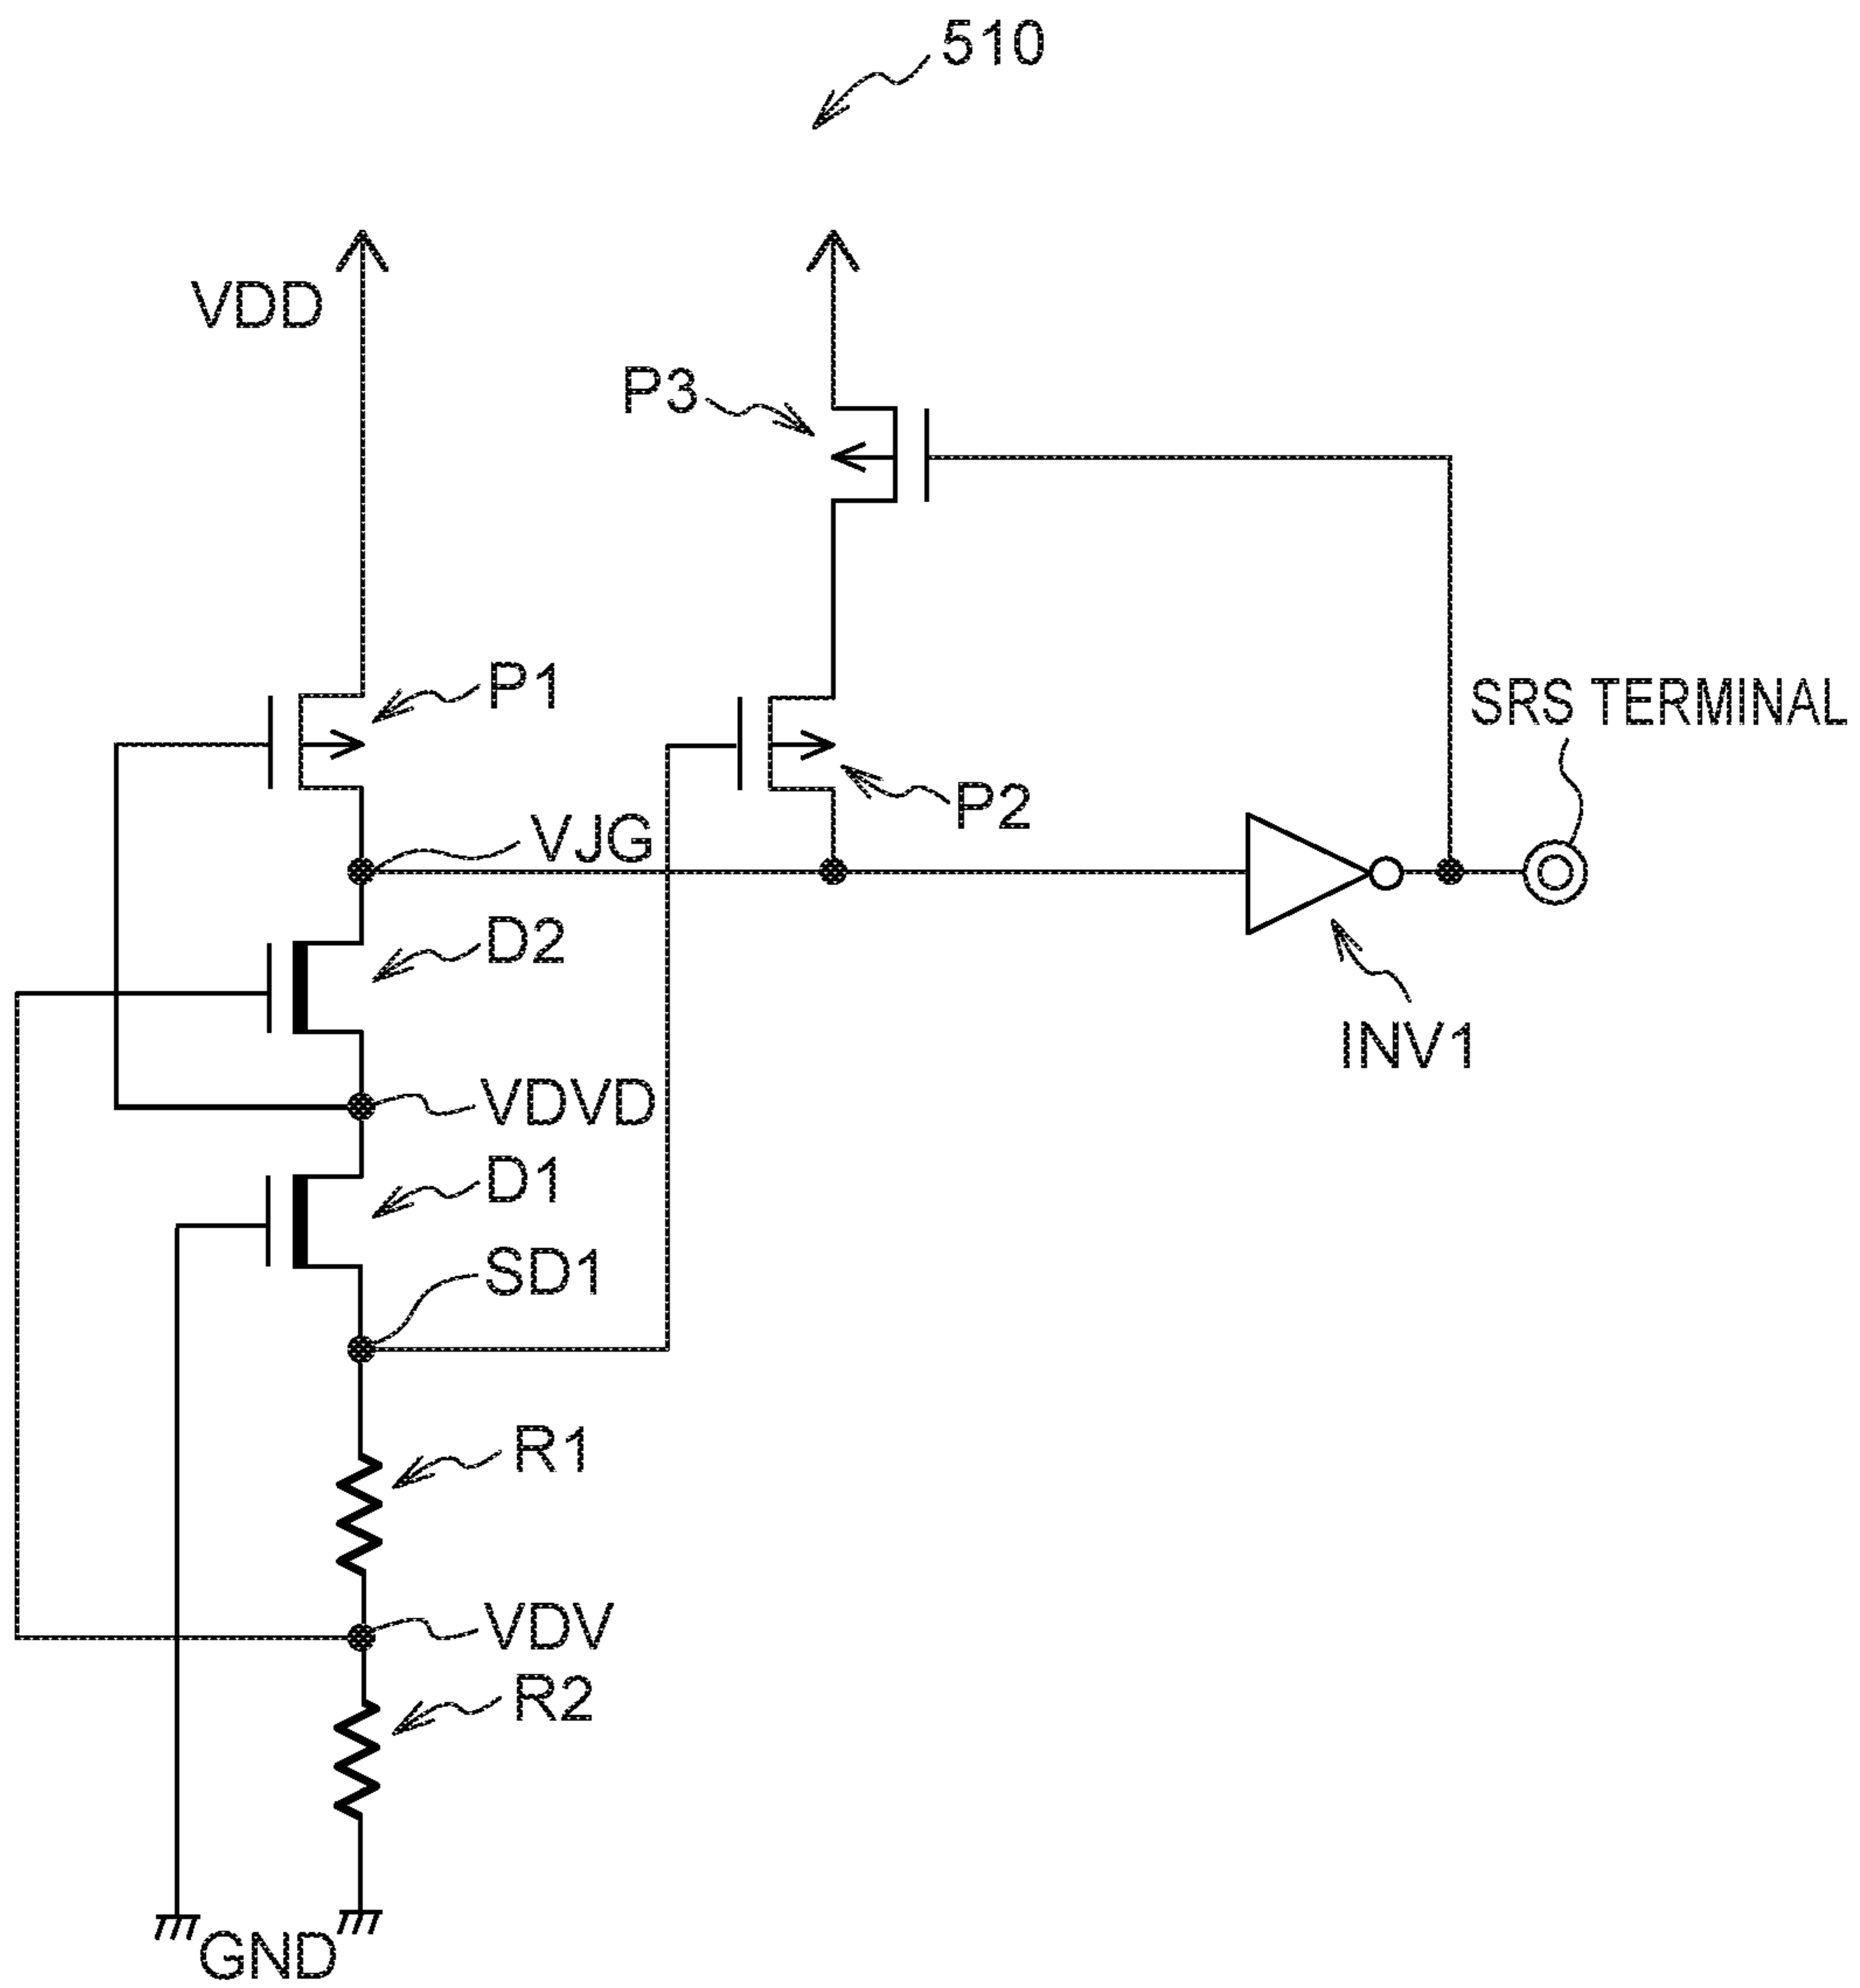 510
VDD
P3
P1
SRS TERMINAL
P2
VJG
D2
INV1
VDVD
D1
SD1
R1
VDV
R2
GND